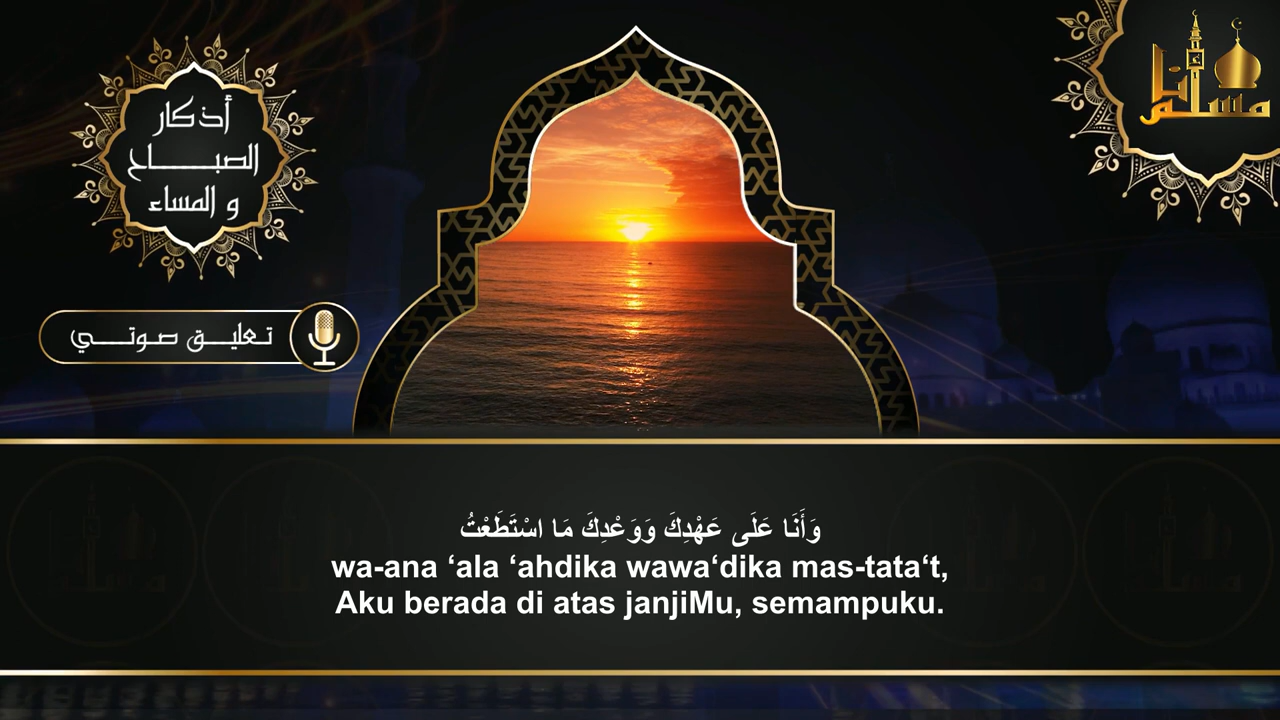 أذكار
الصباح
و المساء
أنا
مسلم
تعليق صوتي
وَأَنَا عَلَى عَهْدِكَ وَوَعْدِكَ مَا اسْتَطَعْتُ
wa-ana ‘ala ‘ahdika wawa‘dika mas-tata‘t,
Aku berada di atas janjiMu, semampuku.